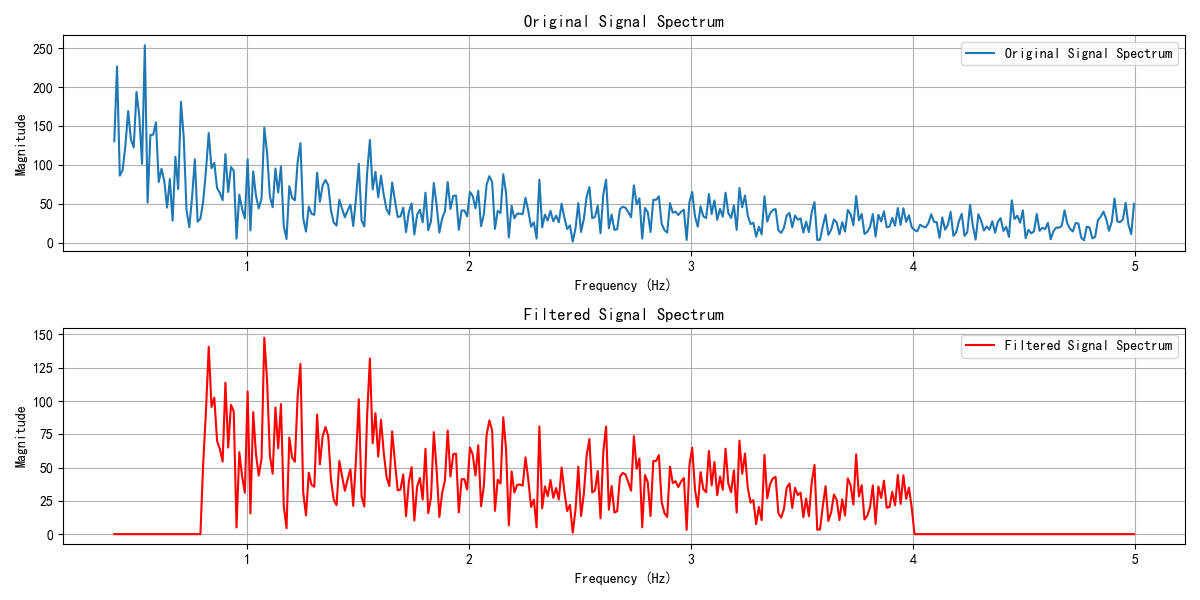 Original Signal Spectrum
250
200
150
100
50
0
Magnitude
Original Signal Spectrum
1 2 3 4 5
Frequency (Hz)
Filtered Signal Spectrum
150
125
100
75
50
25
0
Magnitude
Filtered Signal Spectrum
1 2 3 4 5
Frequency (Hz)